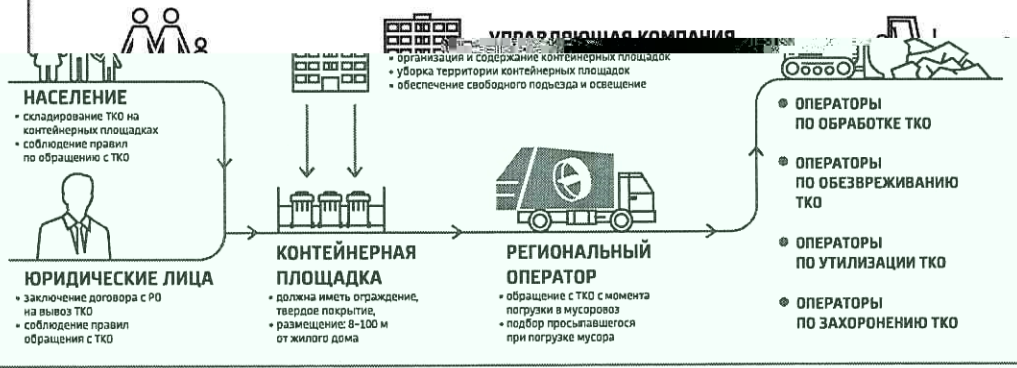 УПРАВЛЯЮЩАЯ КОМПАНИЯ
• организация и содержание контейнерных площадок
• уборка территории контейнерных площадок
• обеспечение свободного подъезда и освещение
НАСЕЛЕНИЕ
• складирование ТКО на
контейнерных площадках
• соблюдение правил
по обращению с ТКО
ЮРИДИЧЕСКИЕ ЛИЦА
• заключение договора с РО
на вывоз ТКО
• соблюдение правил
обращения с ТКО
КОНТЕЙНЕРНАЯ
ПЛОЩАДКА
• должна иметь ограждение,
твердое покрытие,
• размещение: 8–100 м
от жилого дома
РЕГИОНАЛЬНЫЙ
ОПЕРАТОР
• обращение с ТКО с момента
погрузки в мусоровоз
• подбор просыпавшегося
при погрузке мусора
ОПЕРАТОРЫ
ПО ОБРАБОТКЕ ТКО
ОПЕРАТОРЫ
ПО ОБЕЗВРЕЖИВАНИЮ
ТКО
ОПЕРАТОРЫ
ПО УТИЛИЗАЦИИ ТКО
ОПЕРАТОРЫ
ПО ЗАХОРОНЕНИЮ ТКО